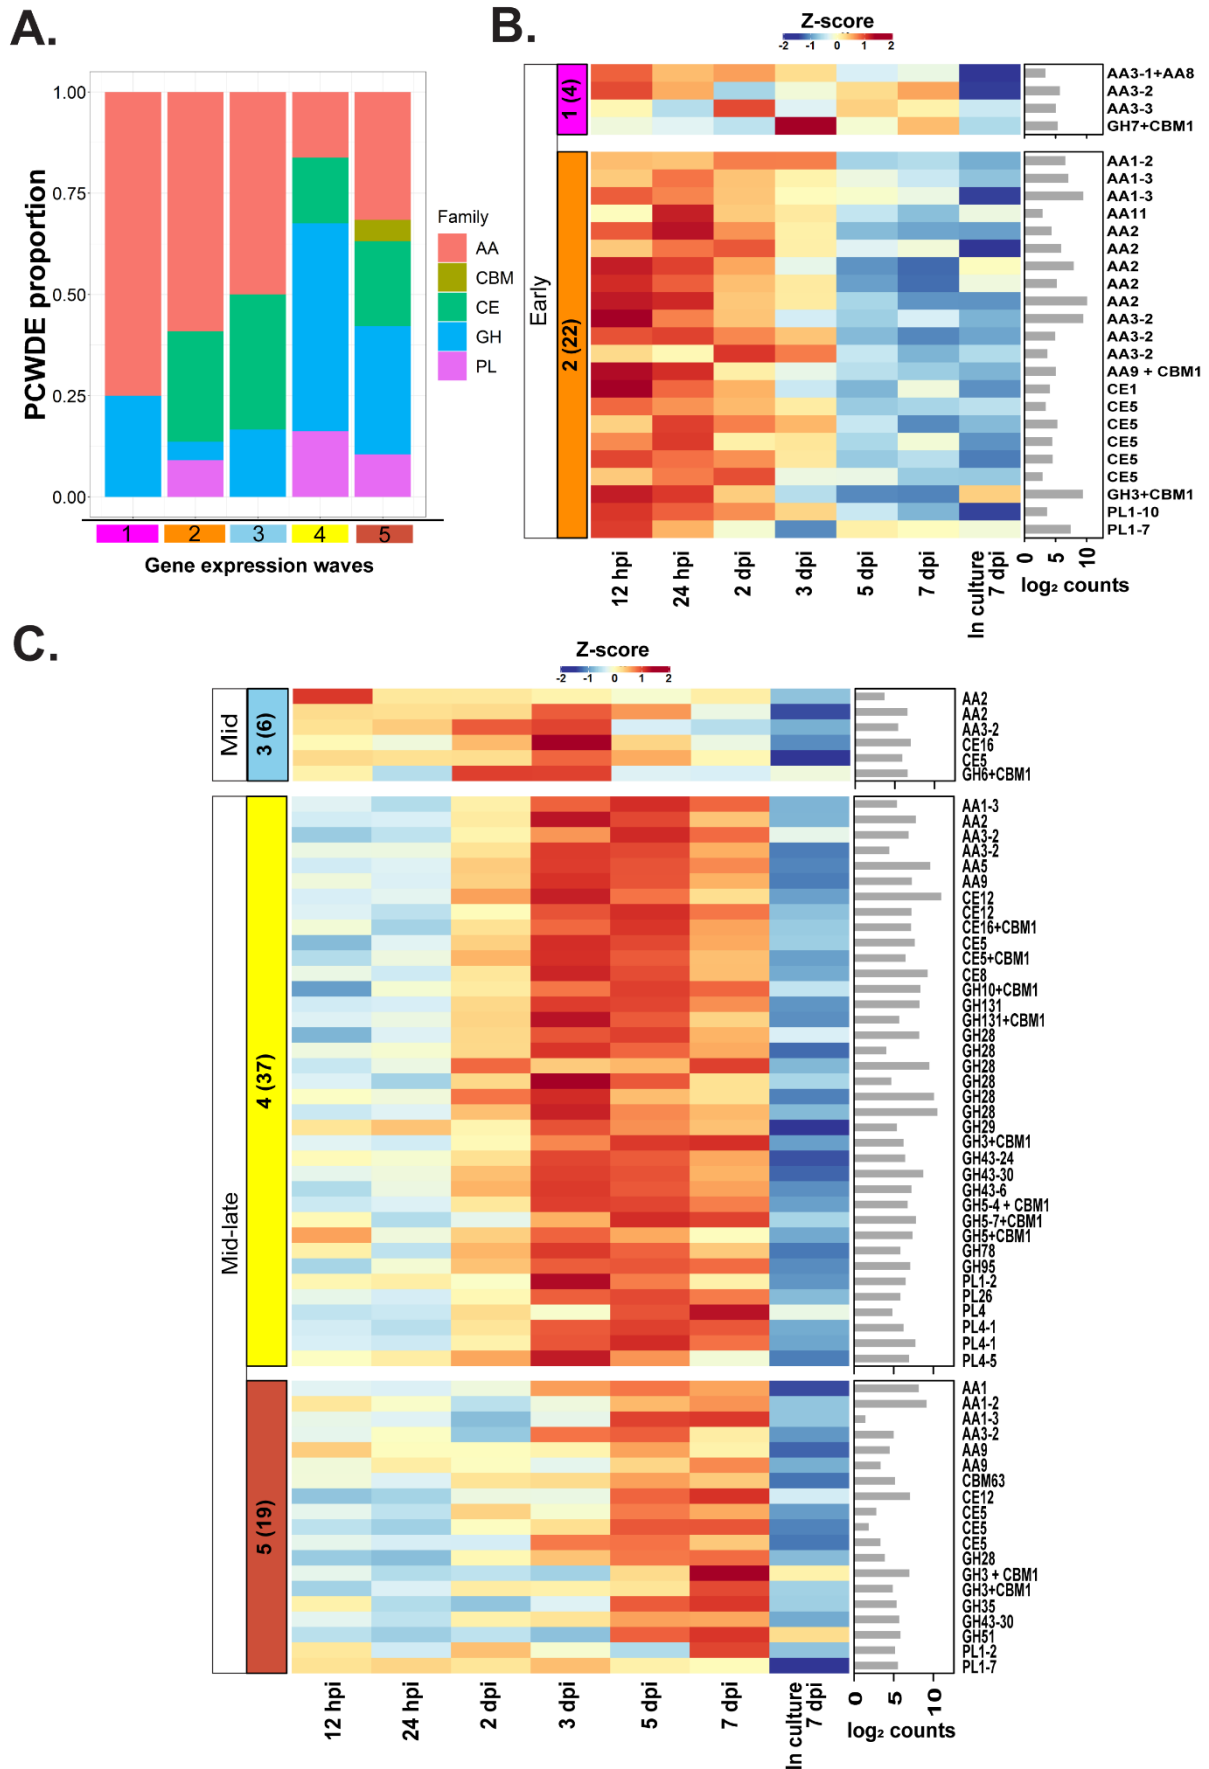 A.
1.00
0.75
0.50
0.25
0.00
PCWDE proportion
1 2 3 4 5
Gene expression waves
Family
AA
CBM
CE
GH
PL
B.
Z-score
-2 -1 0 1 2
Early
1 (4)
2 (22)
AA3-1+AA8
AA3-2
AA3-3
GH7+CBM1
AA1-2
AA1-3
AA1-3
AA11
AA2
AA2
AA2
AA2
AA2
AA3-2
AA3-2
AA3-2
AA9 + CBM1
CE1
CE5
CE5
CE5
CE5
CE5
GH3+CBM1
PL1-10
PL1-7
12 hpi
24 hpi
2 dpi
3 dpi
5 dpi
7 dpi
In culture
7 dpi
0 5 10
log₂ counts
C.
Z-score
-2 -1 0 1 2
Mid
3 (6)
AA2
AA2
AA3-2
CE16
CE5
GH6+CBM1
Mid-late
4 (37)
AA1-3
AA2
AA3-2
AA3-2
AA5
AA9
CE12
CE12
CE16+CBM1
CE5
CE5+CBM1
CE8
GH10+CBM1
GH131
GH131+CBM1
GH28
GH28
GH28
GH28
GH28
GH28
GH29
GH3+CBM1
GH43-24
GH43-30
GH43-6
GH5-4 + CBM1
GH5-7+CBM1
GH5+CBM1
GH78
GH95
PL1-2
PL26
PL4
PL4-1
PL4-1
PL4-5
5 (19)
AA1
AA1-2
AA1-3
AA3-2
AA9
AA9
CBM63
CE12
CE5
CE5
CE5
GH28
GH3 + CBM1
GH3+CBM1
GH35
GH43-30
GH51
PL1-2
PL1-7
12 hpi
24 hpi
2 dpi
3 dpi
5 dpi
7 dpi
In culture
7 dpi
0 5 10
log₂ counts